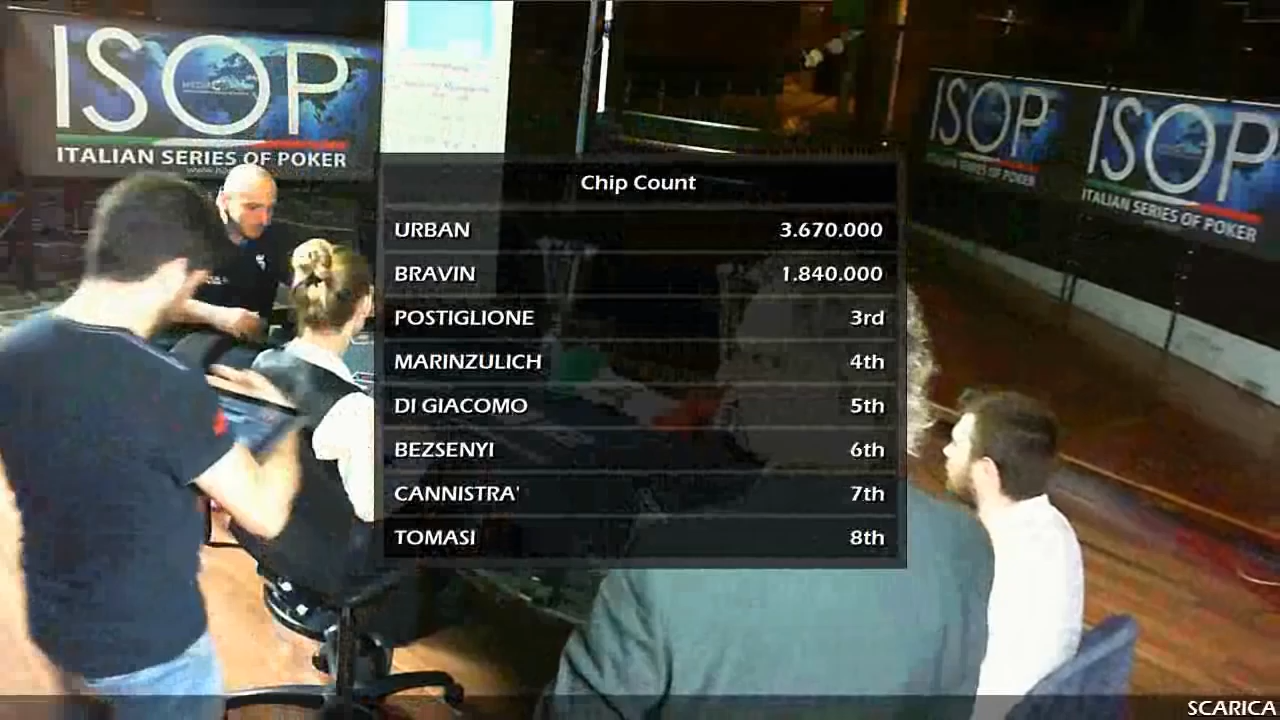 ISOP
ITALIAN SERIES OF POKER
ISOP
ITALIAN SERIES OF POKER
ISOP
ITALIAN SERIES OF POKER
Chip Count
URBAN 3.670.000
BRAVIN 1.840.000
POSTIGLIONE 3rd
MARINZULICH 4th
DI GIACOMO 5th
BEZSENYI 6th
CANNISTRA' 7th
TOMASI 8th
SCARICA